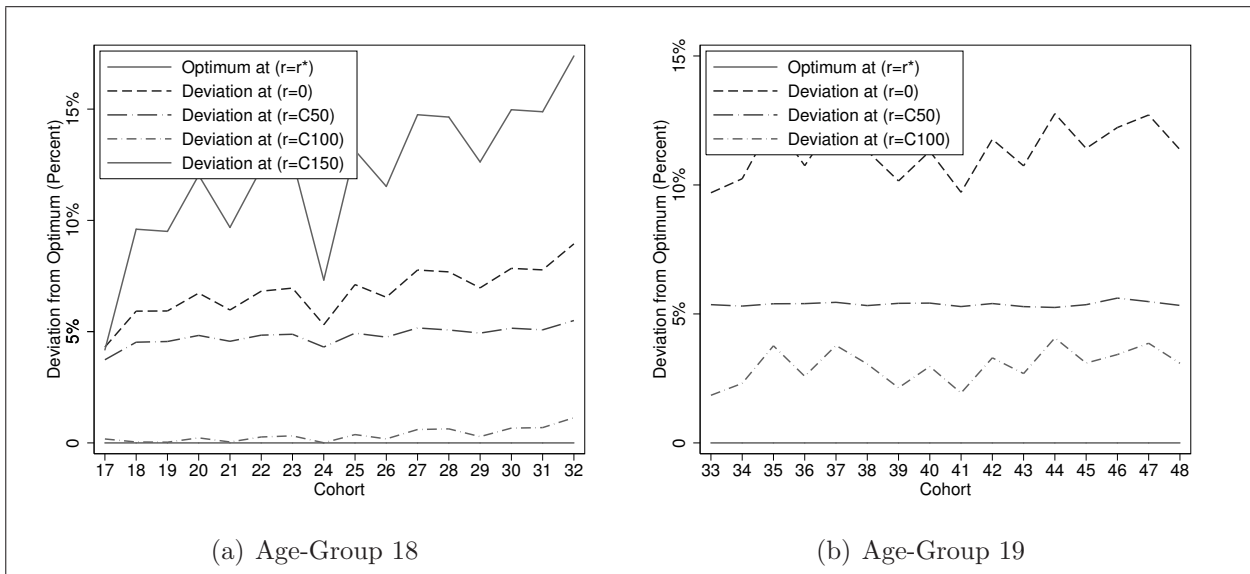 Optimum at (r=r*)
Deviation at (r=0)
Deviation at (r=C50)
Deviation at (r=C100)
Deviation at (r=C150)
Deviation from Optimum (Percent)
15%
10%
5%
0
17 18 19 20 21 22 23 24 25 26 27 28 29 30 31 32
Cohort
(a) Age-Group 18
Optimum at (r=r*)
Deviation at (r=0)
Deviation at (r=C50)
Deviation at (r=C100)
Deviation from Optimum (Percent)
15%
10%
5%
0
33 34 35 36 37 38 39 40 41 42 43 44 45 46 47 48
Cohort
(b) Age-Group 19